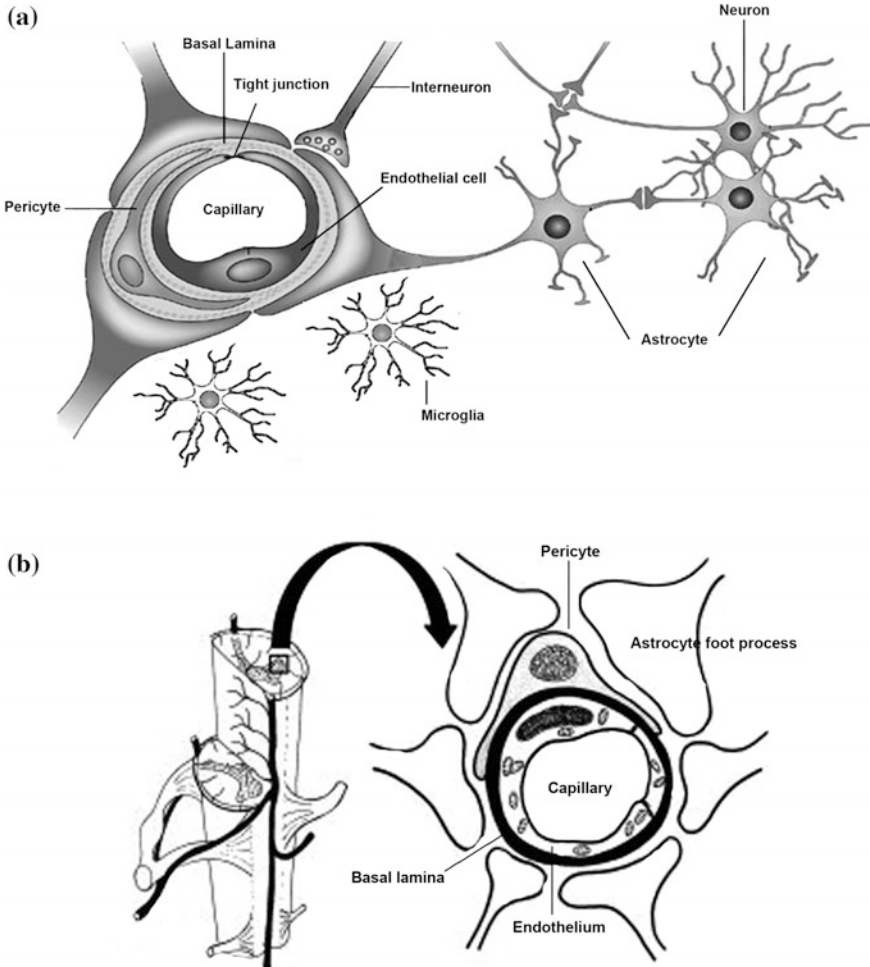 (a)
Neuron
Basal Lamina
Tight junction
Interneuron
Endothelial cell
Pericyte
Capillary
Astrocyte
Microglia
(b)
Pericyte
Astrocyte foot process
Capillary
Basal lamina
Endothelium